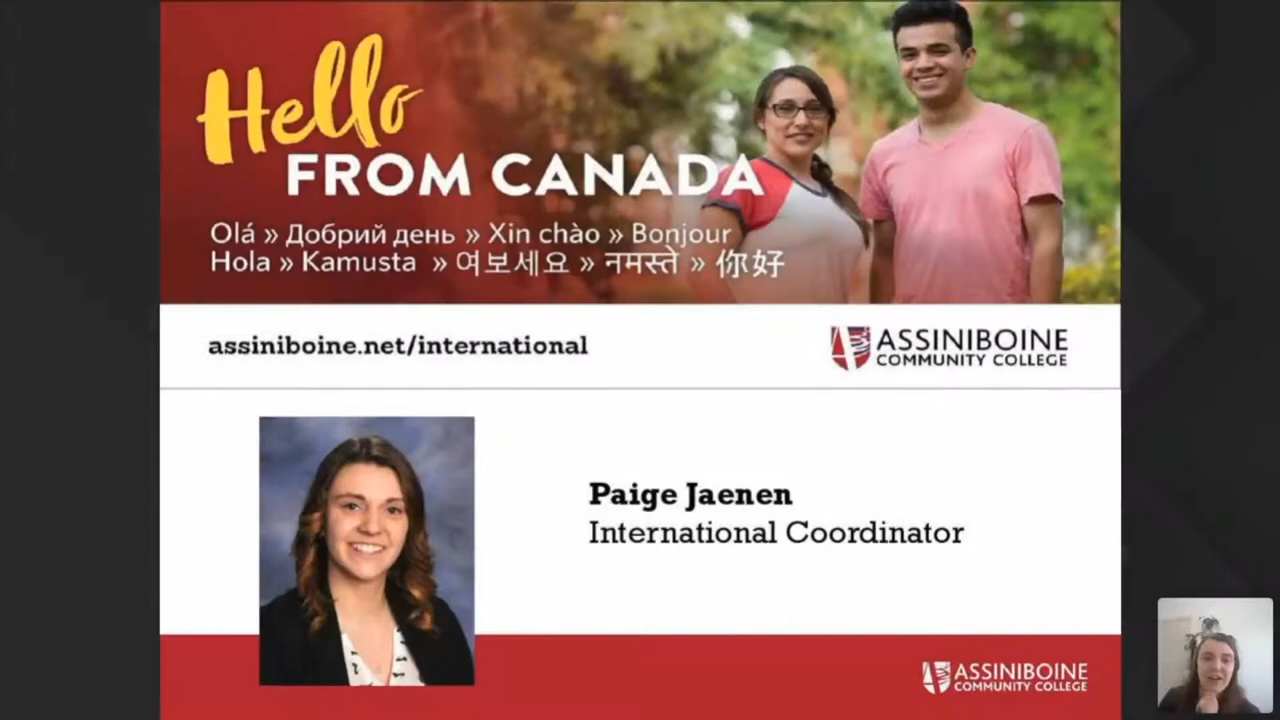 Hello
FROM CANADA
Olá » Добрий день » Xin chào » Bonjour
Hola » Kamusta » 여보세요 » नमस्ते » 你好
assiniboine.net/international
ASSINIBOINE
COMMUNITY COLLEGE
Paige Jaenen
International Coordinator
ASSINIBOINE
COMMUNITY COLLEGE